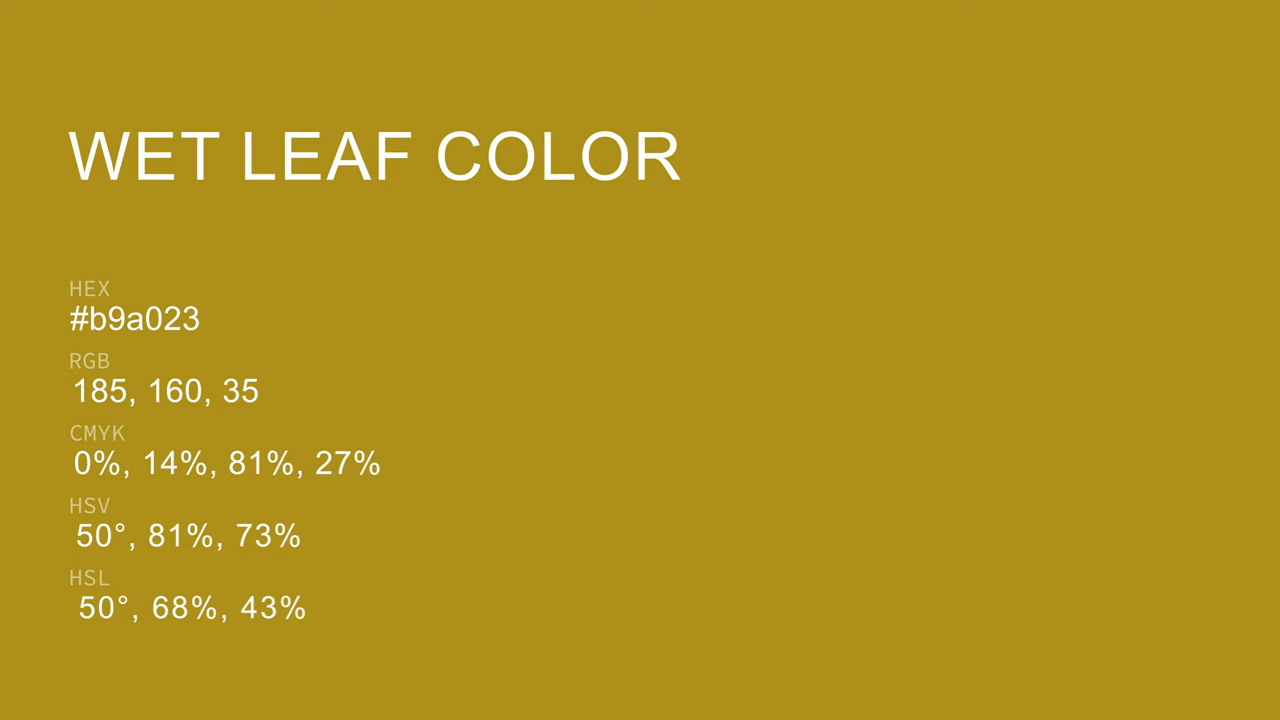 WET LEAF COLOR
HEX
#b9a023
RGB
185, 160, 35
CMYK
0%, 14%, 81%, 27%
HSV
50°, 81%, 73%
HSL
50°, 68%, 43%